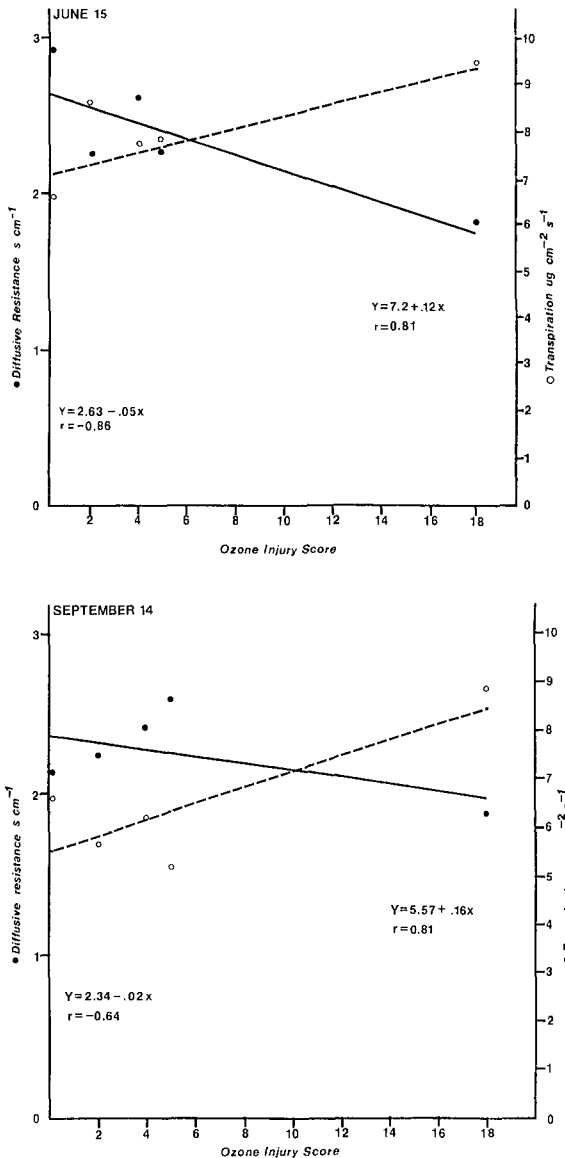 JUNE 15
3
2
1
0
● Diffusive Resistance s cm⁻¹
10
9
8
7
6
5
4
3
2
1
0
○ Transpiration ug cm⁻² s⁻¹
Y=7.2+.12x
r=0.81
Y=2.63-.05x
r=-0.86
2 4 6 8 10 12 14 16 18
Ozone Injury Score
SEPTEMBER 14
3
2
1
0
● Diffusive resistance s cm⁻¹
10
9
8
7
6
5
4
3
2
1
0
-2 -1
Y=5.57+ .16x
r=0.81
Y=2.34-.02x
r=-0.64
2 4 6 8 10 12 14 16 18
Ozone Injury Score